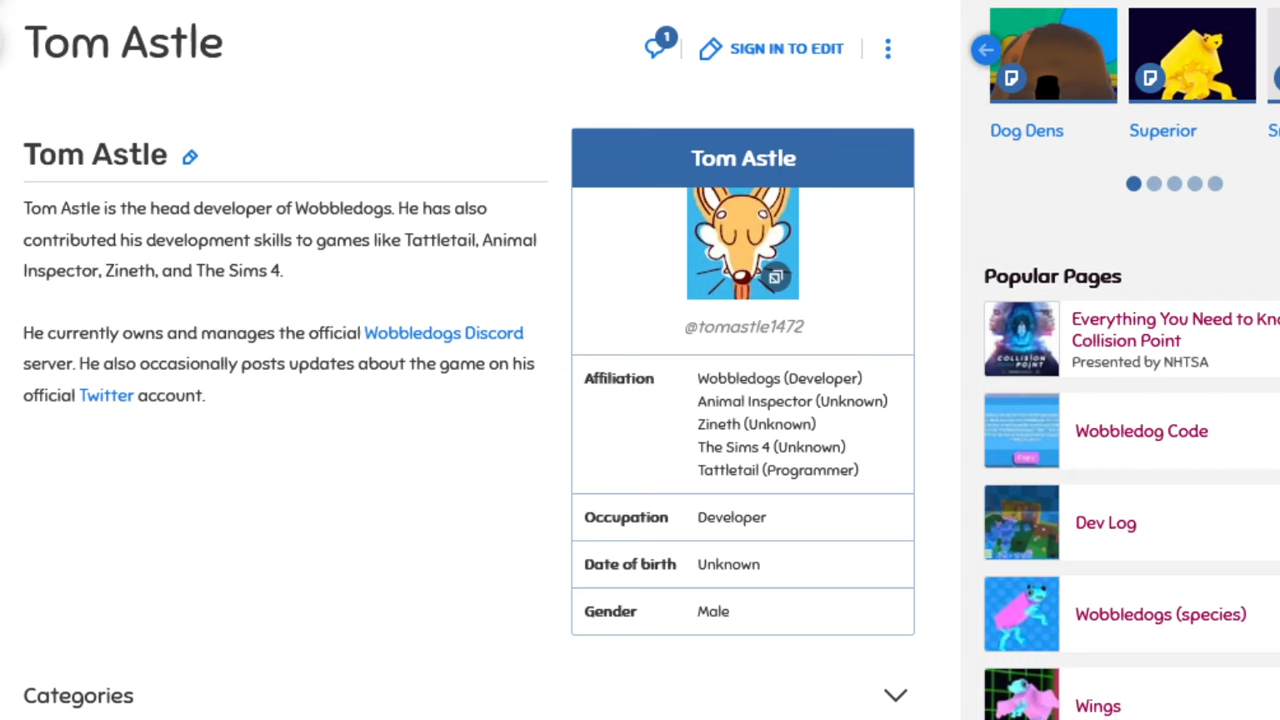 Tom Astle
1
SIGN IN TO EDIT
Tom Astle
Tom Astle is the head developer of Wobbledogs. He has also
contributed his development skills to games like Tattletail, Animal
Inspector, Zineth, and The Sims 4.
He currently owns and manages the official Wobbledogs Discord
server. He also occasionally posts updates about the game on his
official Twitter account.
Tom Astle
@tomastle1472
Affiliation
Wobbledogs (Developer)
Animal Inspector (Unknown)
Zineth (Unknown)
The Sims 4 (Unknown)
Tattletail (Programmer)
Occupation Developer
Date of birth Unknown
Gender Male
Categories
Dog Dens
Superior
Popular Pages
Everything You Need to Kno
Collision Point
Presented by NHTSA
COLLISION
POINT
Wobbledog Code
Copy
Dev Log
Wobbledogs (species)
Wings